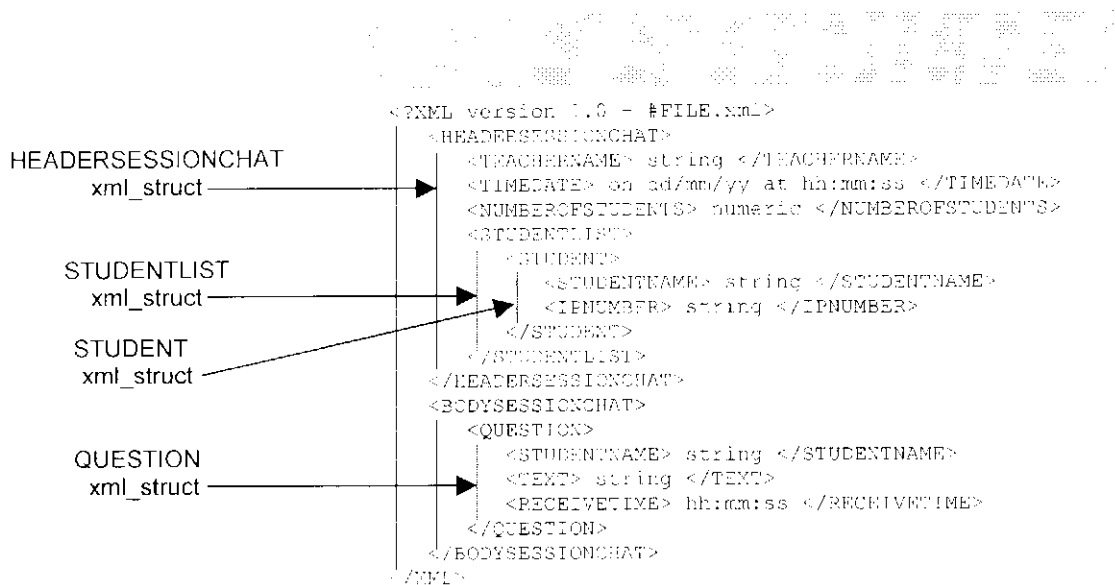 <?XML version 1.0 - #FILE.xml>
<HEADERSESSIONCHAT>
HEADERSESSIONCHAT
xml_struct
<TEACHERNAME> string </TEACHERNAME>
<TIMEDATE> on dd/mm/yy at hh:mm:ss </TIMEDATE>
<NUMBEROFSTUDENTS> numeric </NUMBEROFSTUDENTS>
<STUDENTLIST>
<STUDENT>
STUDENTLIST
xml_struct
<STUDENTNAME> string </STUDENTNAME>
<IPNUMBER> string </IPNUMBER>
</STUDENT>
STUDENT
xml_struct
</STUDENTLIST>
</HEADERSESSIONCHAT>
<BODYSESSIONCHAT>
<QUESTION>
QUESTION
xml_struct
<STUDENTNAME> string </STUDENTNAME>
<TEXT> string </TEXT>
<RECEIVETIME> hh:mm:ss </RECEIVETIME>
</QUESTION>
</BODYSESSIONCHAT>
</XML>